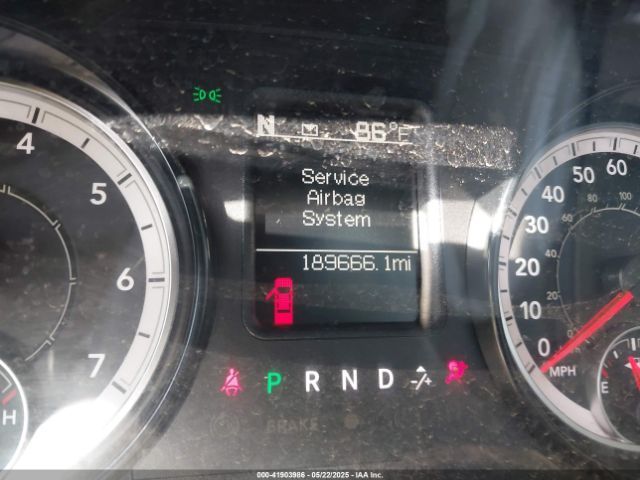 N 86°F
Service
Airbag
System
189666.1mi
P R N D -/+
4
5
6
7
H
60
50
40
30
20
10
0
MPH
E
BRAKE
000-41903986 - 05/22/2025 - Copyright © IAA, Inc.